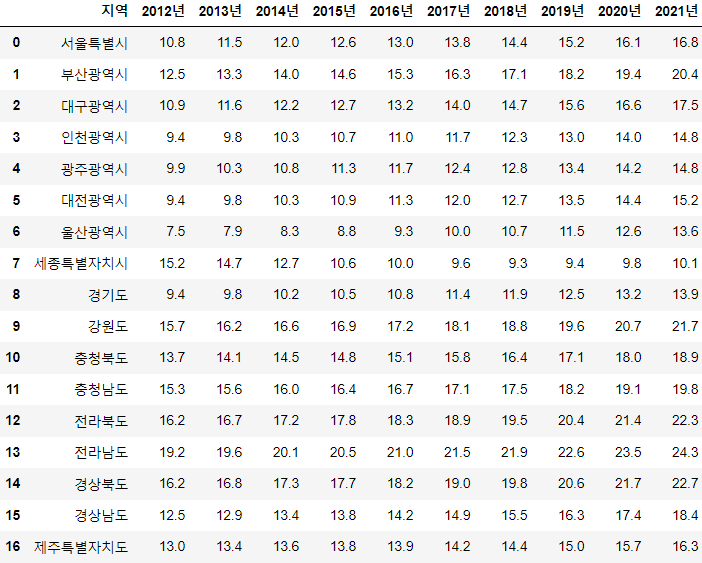 지역 2012년 2013년 2014년 2015년 2016년 2017년 2018년 2019년 2020년 2021년
0 서울특별시 10.8 11.5 12.0 12.6 13.0 13.8 14.4 15.2 16.1 16.8
1 부산광역시 12.5 13.3 14.0 14.6 15.3 16.3 17.1 18.2 19.4 20.4
2 대구광역시 10.9 11.6 12.2 12.7 13.2 14.0 14.7 15.6 16.6 17.5
3 인천광역시 9.4 9.8 10.3 10.7 11.0 11.7 12.3 13.0 14.0 14.8
4 광주광역시 9.9 10.3 10.8 11.3 11.7 12.4 12.8 13.4 14.2 14.8
5 대전광역시 9.4 9.8 10.3 10.9 11.3 12.0 12.7 13.5 14.4 15.2
6 울산광역시 7.5 7.9 8.3 8.8 9.3 10.0 10.7 11.5 12.6 13.6
7 세종특별자치시 15.2 14.7 12.7 10.6 10.0 9.6 9.3 9.4 9.8 10.1
8 경기도 9.4 9.8 10.2 10.5 10.8 11.4 11.9 12.5 13.2 13.9
9 강원도 15.7 16.2 16.6 16.9 17.2 18.1 18.8 19.6 20.7 21.7
10 충청북도 13.7 14.1 14.5 14.8 15.1 15.8 16.4 17.1 18.0 18.9
11 충청남도 15.3 15.6 16.0 16.4 16.7 17.1 17.5 18.2 19.1 19.8
12 전라북도 16.2 16.7 17.2 17.8 18.3 18.9 19.5 20.4 21.4 22.3
13 전라남도 19.2 19.6 20.1 20.5 21.0 21.5 21.9 22.6 23.5 24.3
14 경상북도 16.2 16.8 17.3 17.7 18.2 19.0 19.8 20.6 21.7 22.7
15 경상남도 12.5 12.9 13.4 13.8 14.2 14.9 15.5 16.3 17.4 18.4
16 제주특별자치도 13.0 13.4 13.6 13.8 13.9 14.2 14.4 15.0 15.7 16.3